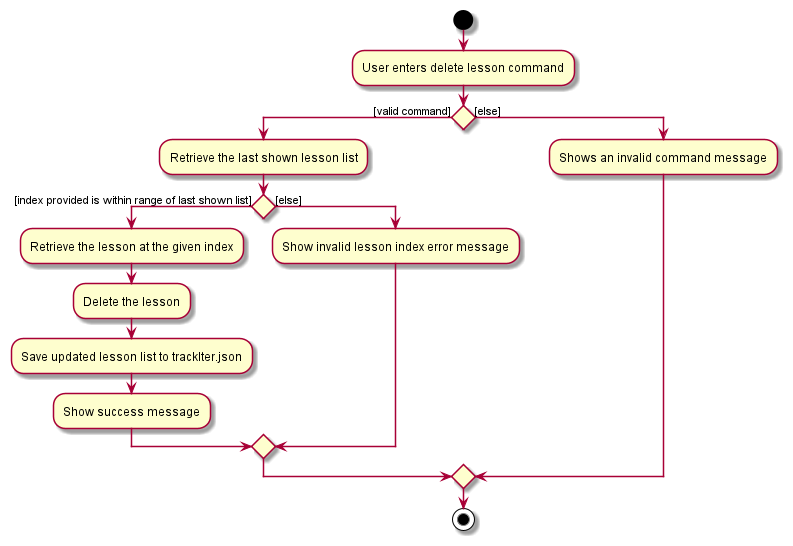 User enters delete lesson command
[valid command]
[else]
Retrieve the last shown lesson list
Shows an invalid command message
[index provided is within range of last shown list]
[else]
Retrieve the lesson at the given index
Show invalid lesson index error message
Delete the lesson
Save updated lesson list to trackIter.json
Show success message